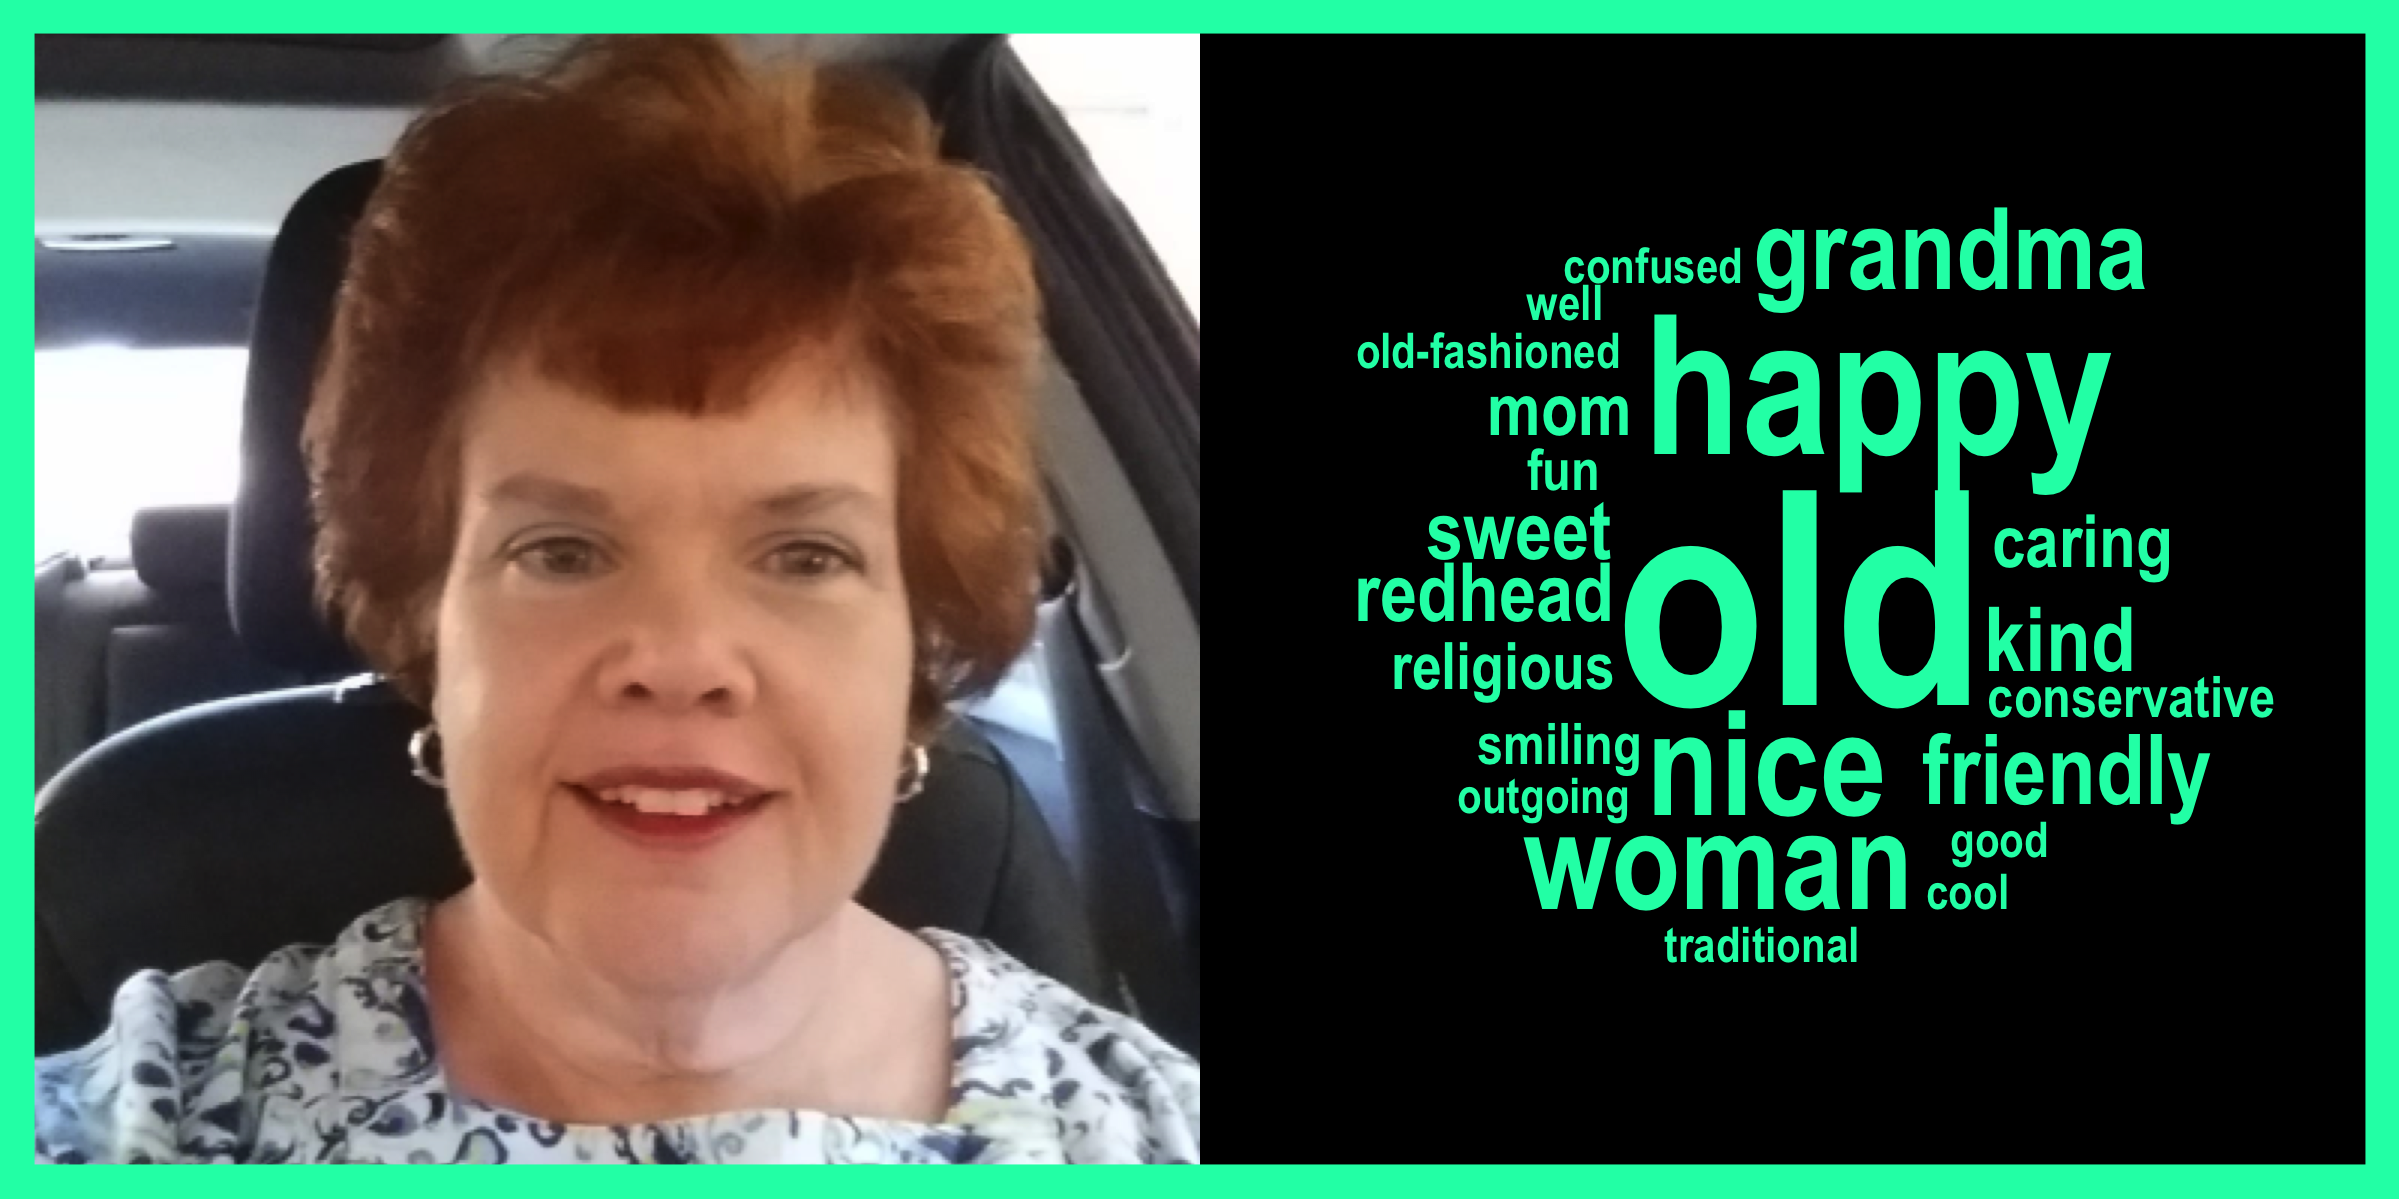 confused grandma
well
old-fashioned
happy
mom
fun
sweet
old
caring
redhead
kind
religious
conservative
smiling
nice
friendly
outgoing
woman
good
cool
traditional